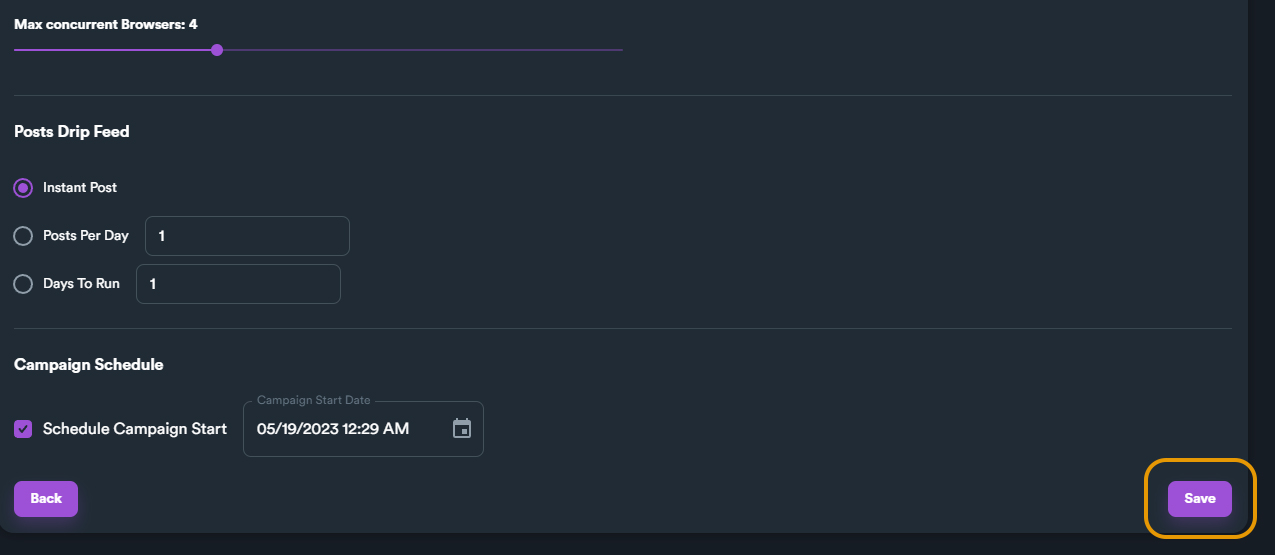 Max concurrent Browsers: 4
Posts Drip Feed
Instant Post
Posts Per Day 1
Days To Run 1
Campaign Schedule
Campaign Start Date
Schedule Campaign Start 05/19/2023 12:29 AM
Back Save